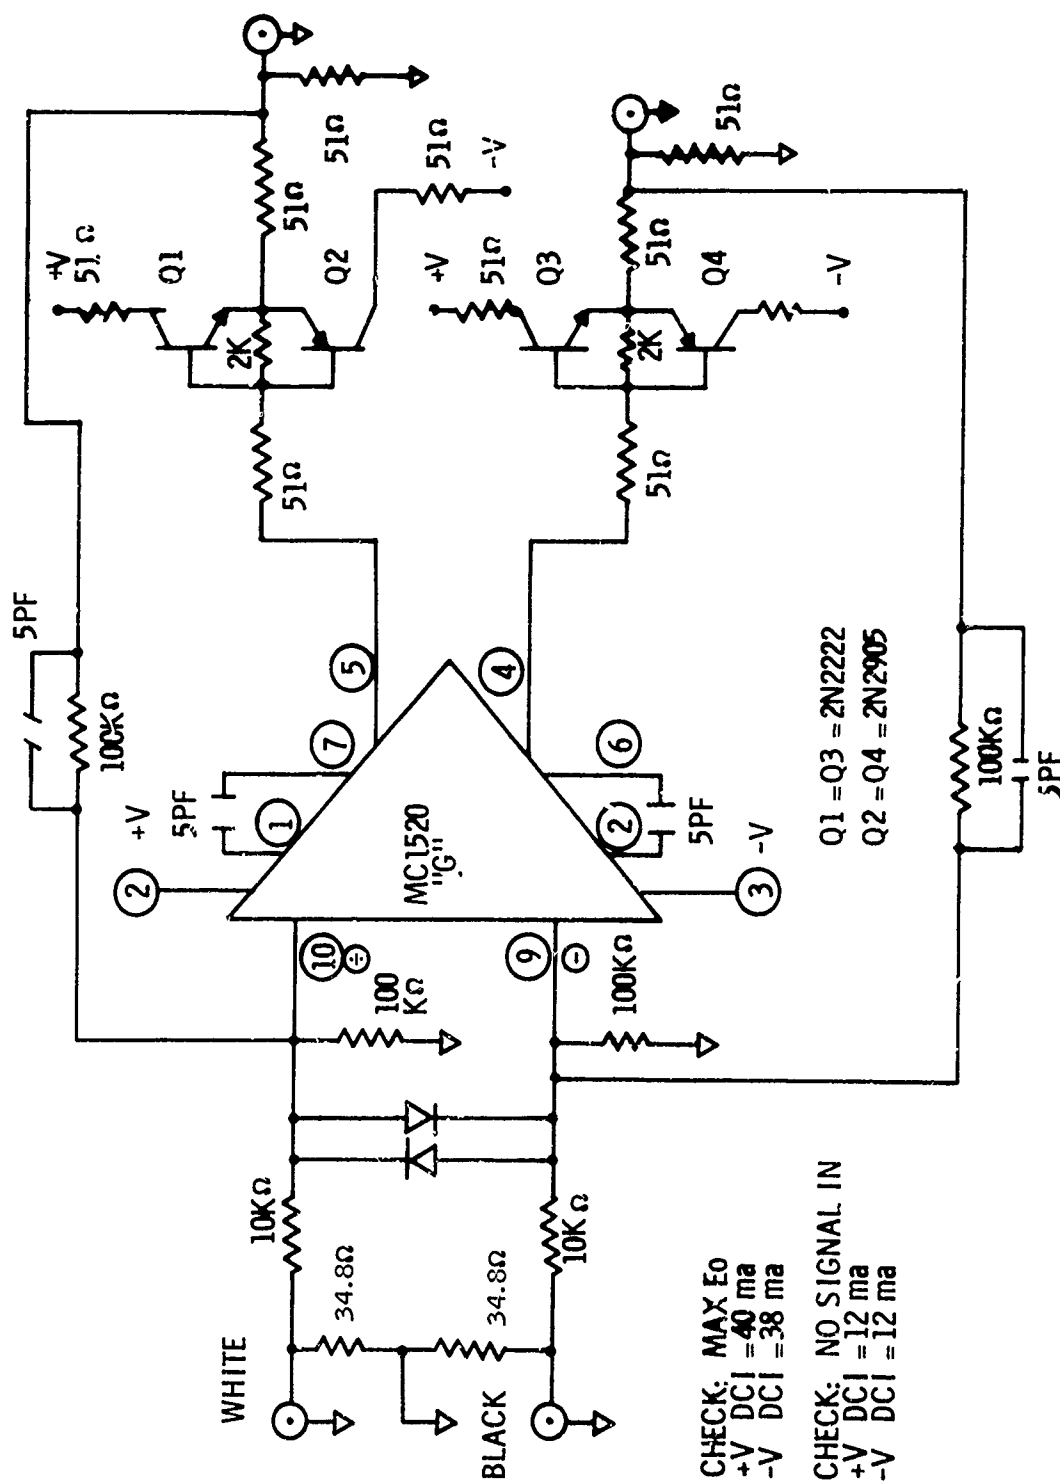 WHITE
BLACK
34.8Ω
34.8Ω
10KΩ
10KΩ
100
KΩ
100KΩ
10
÷
9
-
2
+V
3
-V
MC1520
"G"
1
5PF
7
2
5PF
6
5
4
100KΩ
5PF
100KΩ
5PF
51Ω
51Ω
2K
2K
+V
51Ω
Q1
Q2
51Ω
51Ω
51Ω
-V
+V
51Ω
Q3
Q4
51Ω
51Ω
-V
Q1=Q3=2N2222
Q2=Q4=2N2905
CHECK: MAX Eo
+V DCI=40 ma
-V DCI=38 ma
CHECK: NO SIGNAL IN
+V DCI=12 ma
-V DCI=12 ma